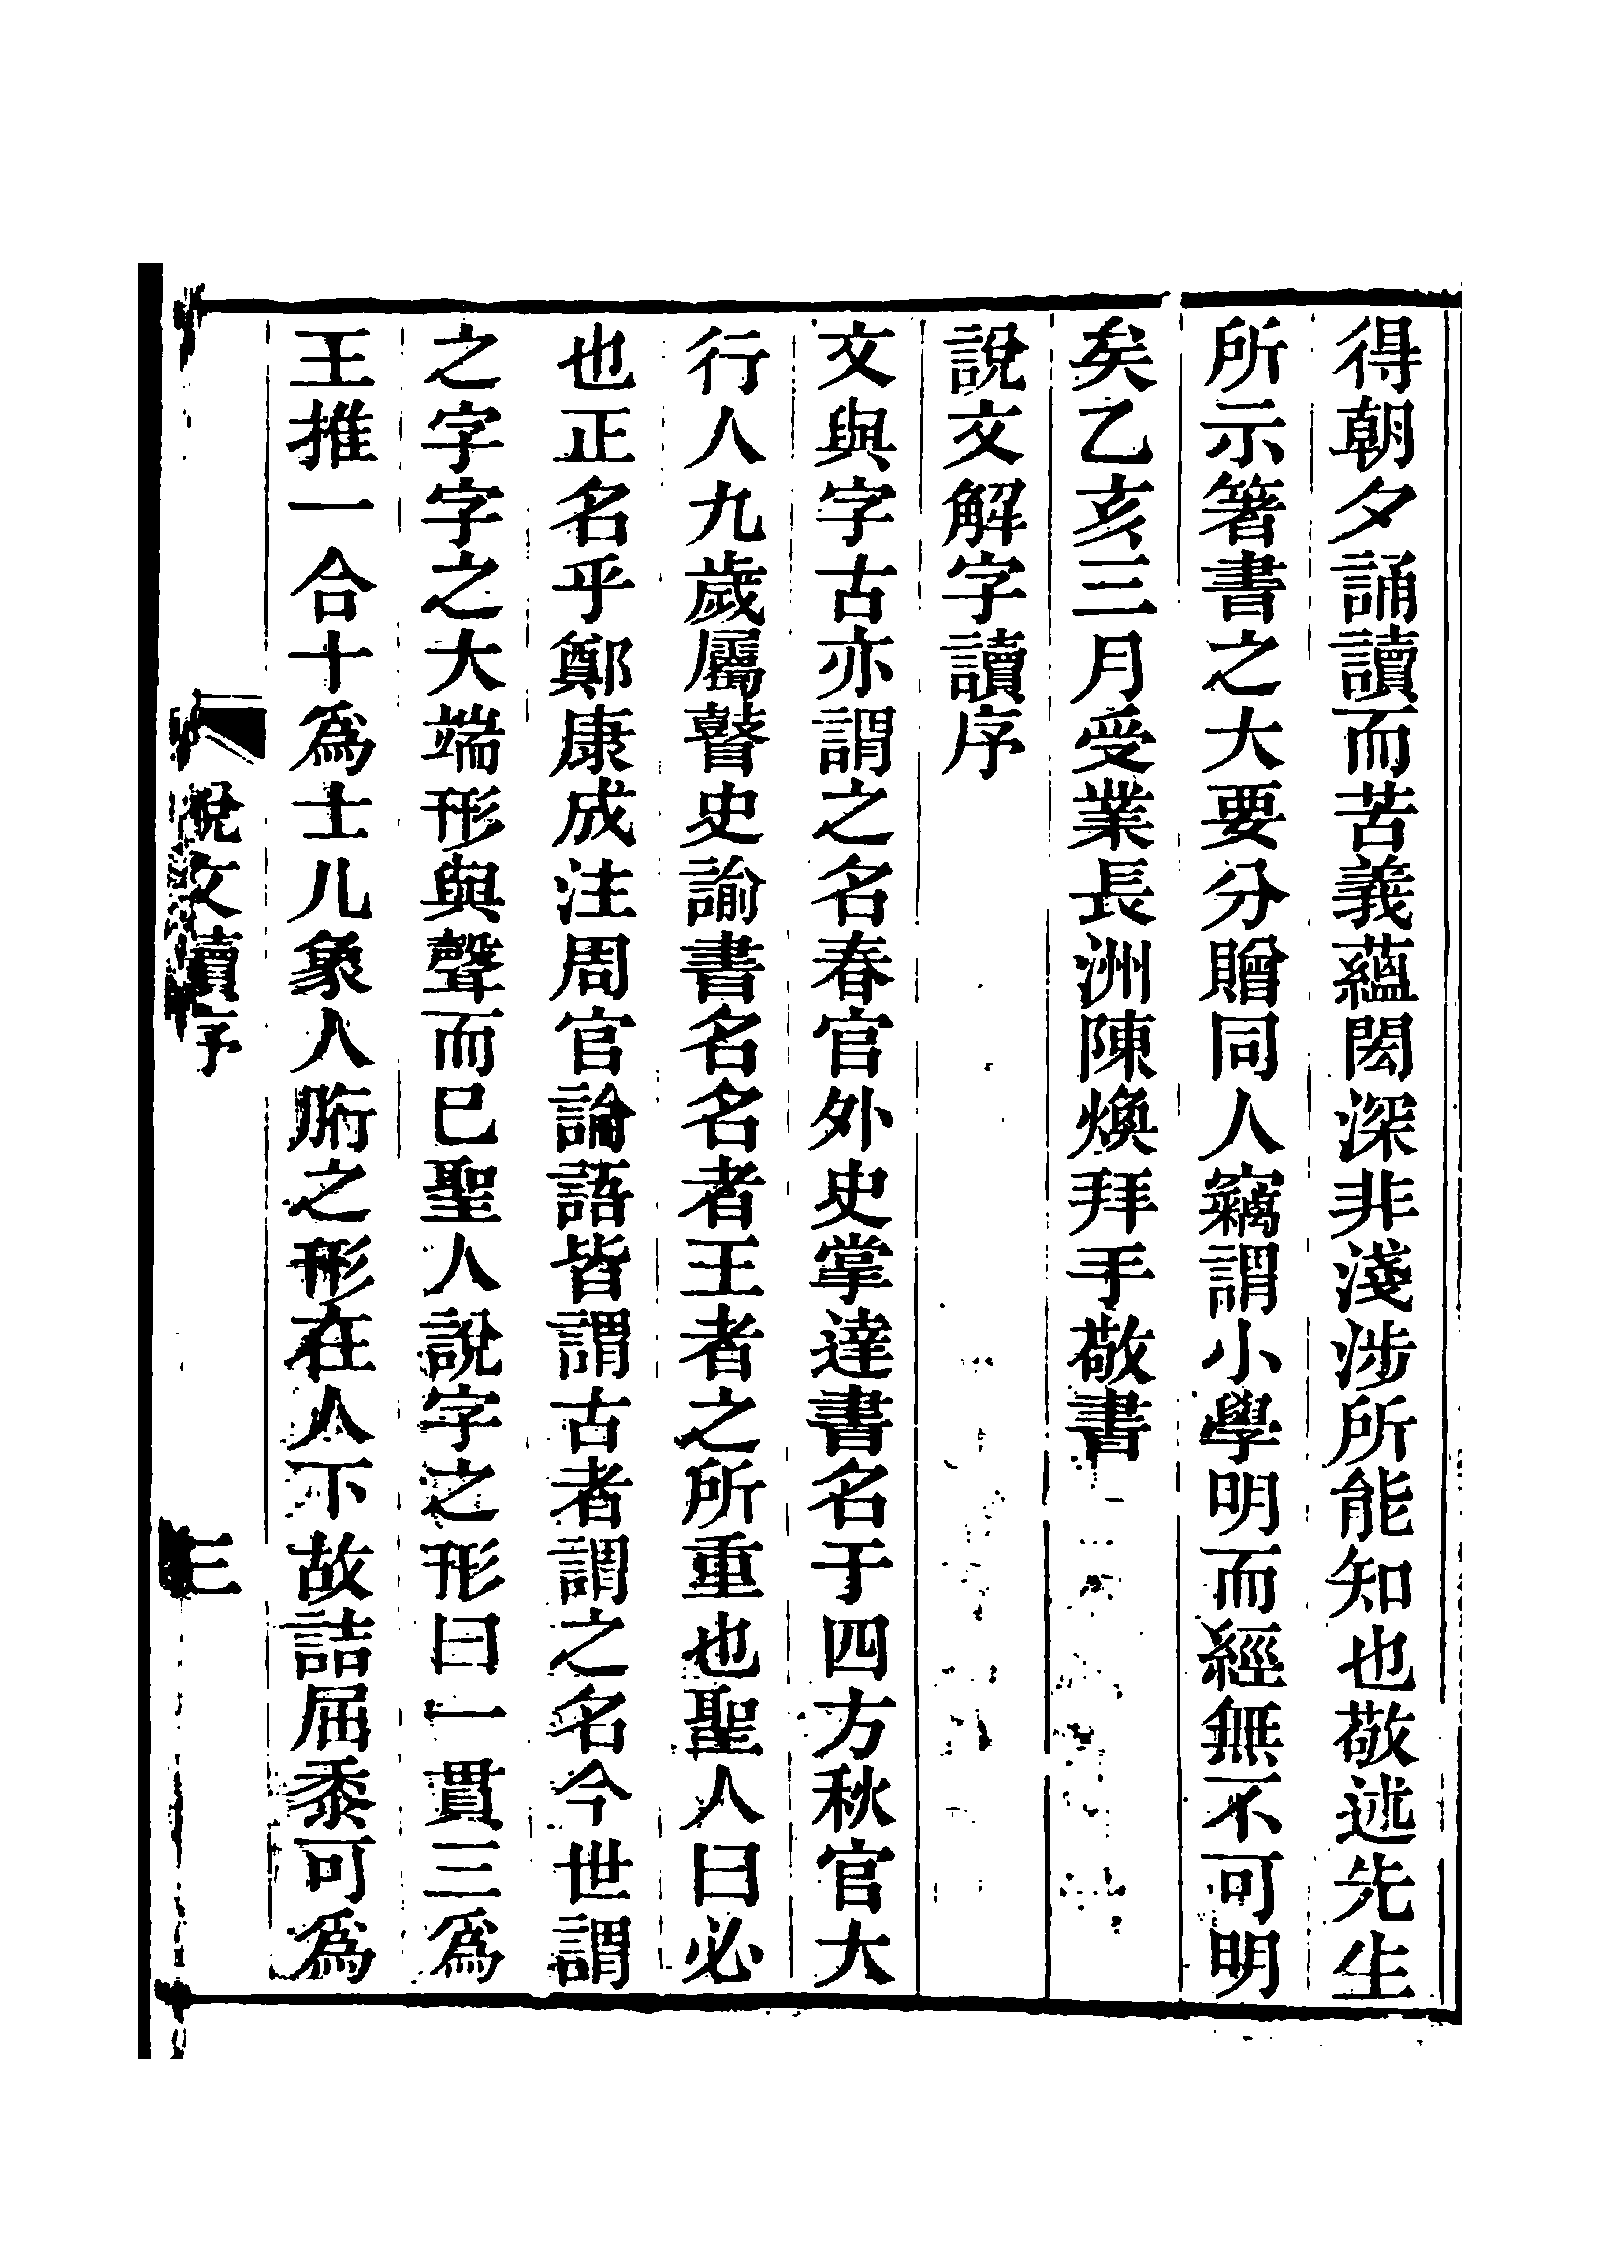 得朝夕誦讀而苦義蘊閎深非淺涉所能知也敬述先生
所示箸書之大要分贈同人竊謂小學明而經無不可明
矣乙亥三月受業長洲陳煥拜手敬書
說文解字讀序
文與字古亦謂之名春官外史掌達書名于四方秋官大
行人九歲屬瞽史諭書名名者王者之所重也聖人曰必
也正名乎鄭康成注周官論語皆謂古者謂之名今世謂
之字字之大端形與聲而已聖人說字之形曰一貫三爲
王推一合十爲士儿象人脛之形在人下故詰屈黍可爲
說文讀序
三